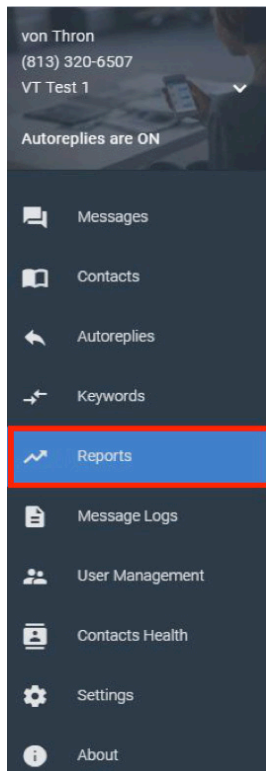 von Thron
(813) 320-6507
VT Test 1
Autoreplies are ON
Messages
Contacts
Autoreplies
Keywords
Reports
Message Logs
User Management
Contacts Health
Settings
About